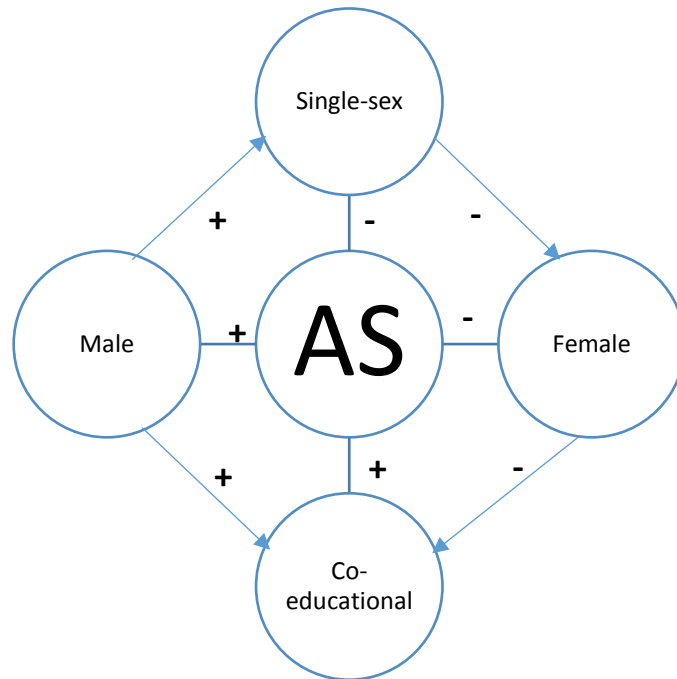 Single-sex
+
-
-
Male
+
AS
-
Female
+
+
-
Co-
educational